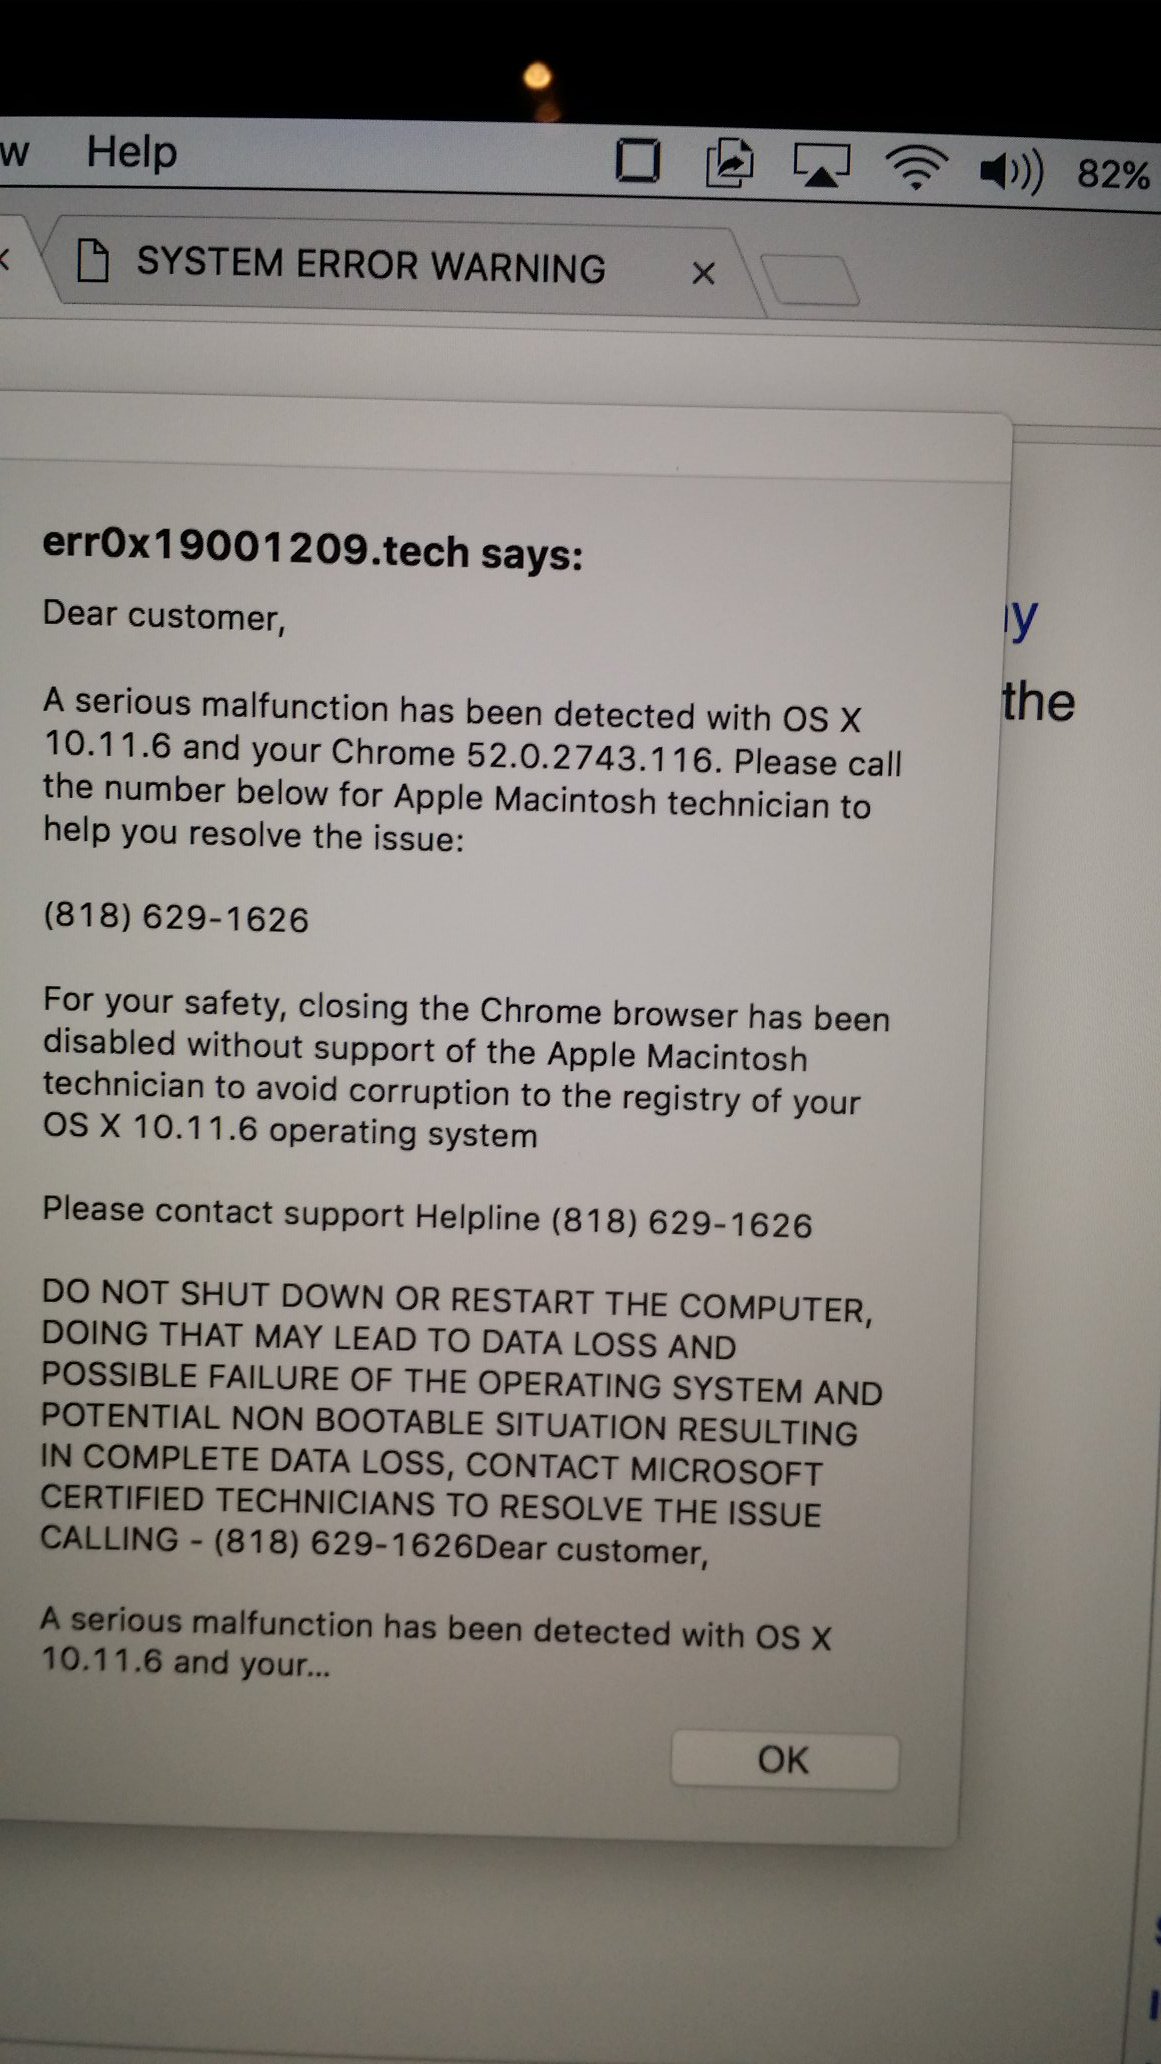 w Help 82%
SYSTEM ERROR WARNING
err0x19001209.tech says:
Dear customer,
A serious malfunction has been detected with OS X
10.11.6 and your Chrome 52.0.2743.116. Please call
the number below for Apple Macintosh technician to
help you resolve the issue:
(818) 629-1626
For your safety, closing the Chrome browser has been
disabled without support of the Apple Macintosh
technician to avoid corruption to the registry of your
OS X 10.11.6 operating system
Please contact support Helpline (818) 629-1626
DO NOT SHUT DOWN OR RESTART THE COMPUTER,
DOING THAT MAY LEAD TO DATA LOSS AND
POSSIBLE FAILURE OF THE OPERATING SYSTEM AND
POTENTIAL NON BOOTABLE SITUATION RESULTING
IN COMPLETE DATA LOSS, CONTACT MICROSOFT
CERTIFIED TECHNICIANS TO RESOLVE THE ISSUE
CALLING - (818) 629-1626Dear customer,
A serious malfunction has been detected with OS X
10.11.6 and your...
OK
y
the